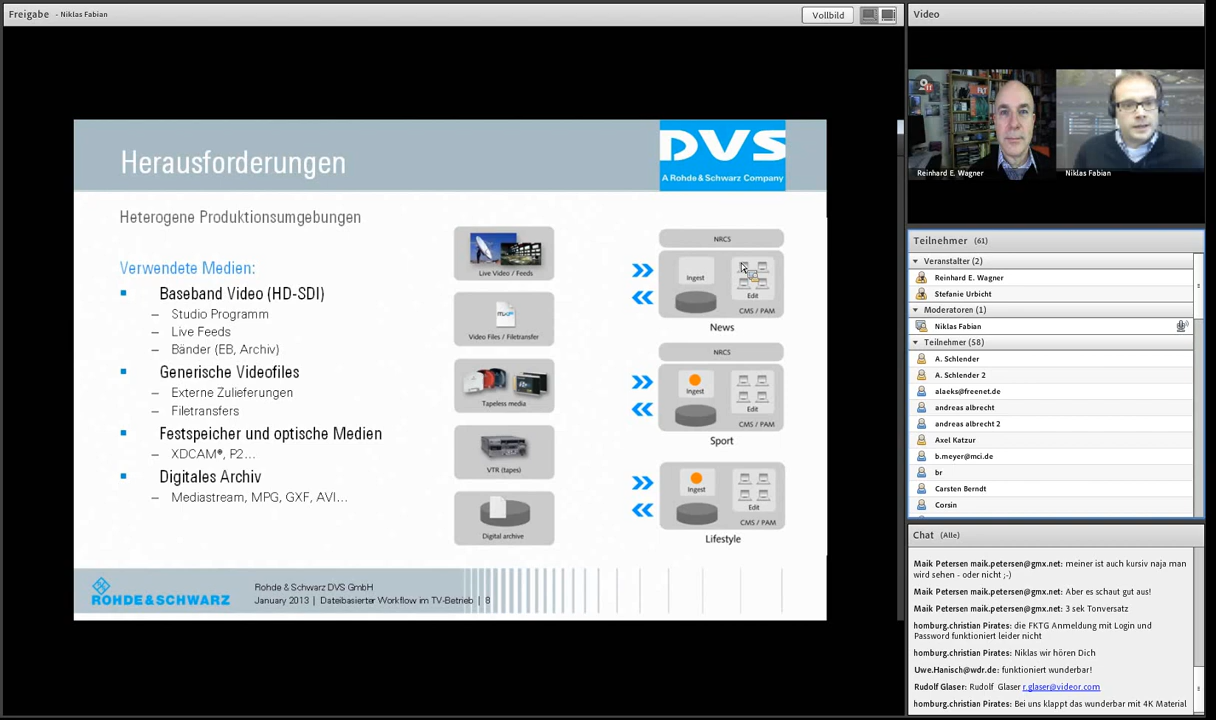 Freigabe - Niklas Fabian
Vollbild
Herausforderungen
DVS
A Rohde & Schwarz Company
Heterogene Produktionsumgebungen
Verwendete Medien:
Baseband Video (HD-SDI)
– Studio Programm
– Live Feeds
– Bänder (EB, Archiv)
Generische Videofiles
– Externe Zulieferungen
– Filetransfers
Festspeicher und optische Medien
– XDCAM®, P2...
Digitales Archiv
– Mediastream, MPG, GXF, AVI...
Live Video / Feeds
Video Files / Filetransfer
Tapeless media
VTR (tapes)
Digital archive
NRCS
Ingest
Edit
CMS / PAM
News
NRCS
Ingest
Edit
CMS / PAM
Sport
Ingest
Edit
CMS / PAM
Lifestyle
ROHDE & SCHWARZ
Rohde & Schwarz DVS GmbH
January 2013 | Dateibasierter Workflow im TV-Betrieb | 8
Video
Reinhard E. Wagner
Niklas Fabian
Teilnehmer (61)
Veranstalter (2)
Reinhard E. Wagner
Stefanie Urbicht
Moderatoren (1)
Niklas Fabian
Teilnehmer (58)
A. Schlender
A. Schlender 2
alaeks@freenet.de
andreas albrecht
andreas albrecht 2
Axel Katzur
b.meyer@mci.de
br
Carsten Berndt
Corsin
Chat (Alle)
Maik Petersen maik.petersen@gmx.net: meiner ist auch kursiv naja man
wird sehen - oder nicht ;-)
Maik Petersen maik.petersen@gmx.net: Aber es schaut gut aus!
Maik Petersen maik.petersen@gmx.net: 3 sek Tonversatz
homburg.christian Pirates: die FKTG Anmeldung mit Login und
Password funktioniert leider nicht
homburg.christian Pirates: Niklas wir hören Dich
Uwe.Hanisch@wdr.de: funktioniert wunderbar!
Rudolf Glaser: Rudolf Glaser r.glaser@videor.com
homburg.christian Pirates: Bei uns klappt das wunderbar mit 4K Material